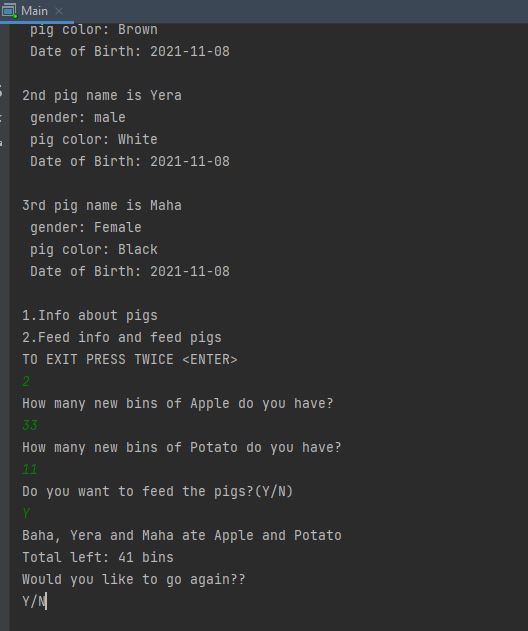 Main
pig color: Brown
Date of Birth: 2021-11-08
2nd pig name is Yera
gender: male
pig color: White
Date of Birth: 2021-11-08
3rd pig name is Maha
gender: Female
pig color: Black
Date of Birth: 2021-11-08
1.Info about pigs
2.Feed info and feed pigs
TO EXIT PRESS TWICE <ENTER>
2
How many new bins of Apple do you have?
33
How many new bins of Potato do you have?
11
Do you want to feed the pigs?(Y/N)
Y
Baha, Yera and Maha ate Apple and Potato
Total left: 41 bins
Would you like to go again??
Y/N